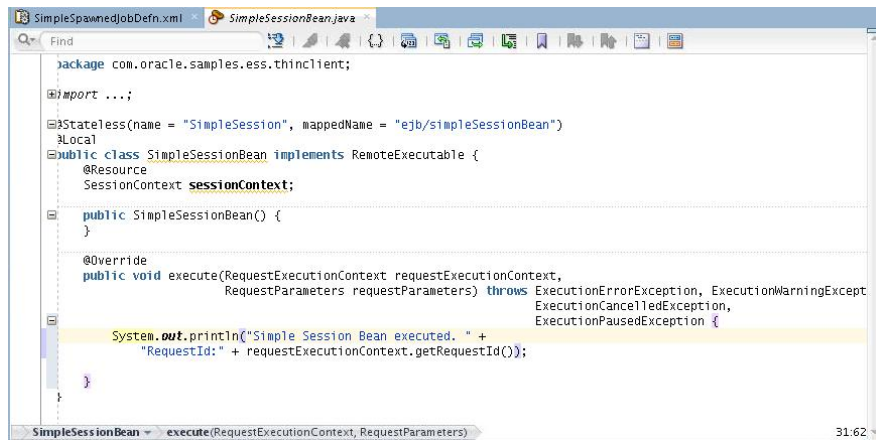 SimpleSpawnedJobDefn.xml SimpleSessionBean.java
Find
package com.oracle.samples.ess.thinclient;
import ...;
@Stateless(name = "SimpleSession", mappedName = "ejb/simpleSessionBean")
@Local
public class SimpleSessionBean implements RemoteExecutable {
@Resource
SessionContext sessionContext;
public SimpleSessionBean() {
}
@Override
public void execute(RequestExecutionContext requestExecutionContext,
RequestParameters requestParameters) throws ExecutionErrorException, ExecutionWarningExcept
ExecutionCancelledException,
ExecutionPausedException {
System.out.println("Simple Session Bean executed. " +
"RequestId:" + requestExecutionContext.getRequestId());
}
}
SimpleSessionBean execute(RequestExecutionContext, RequestParameters) 31:62